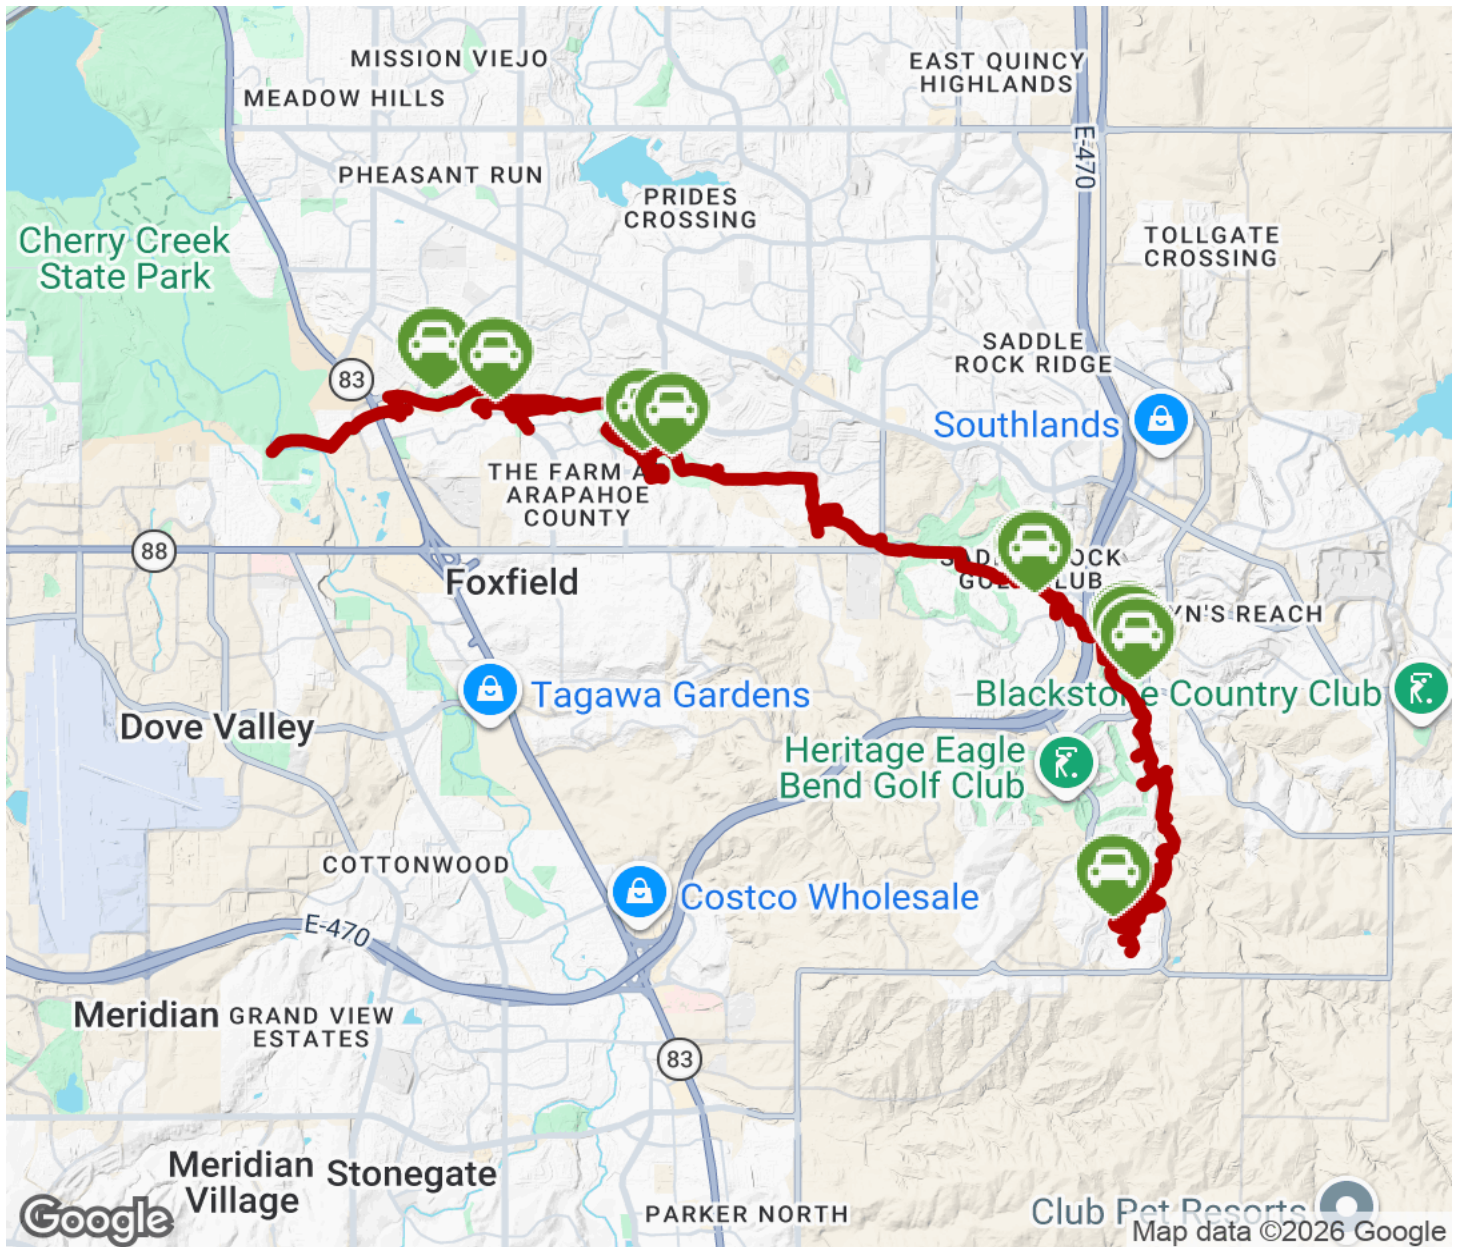 MISSION VIEJO
EAST QUINCY
HIGHLANDS
MEADOW HILLS
E-470
PHEASANT RUN
PRIDES
CROSSING
Cherry Creek
State Park
TOLLGATE
CROSSING
SADDLE
ROCK RIDGE
83
Southlands
THE FARM A
ARAPAHOE
COUNTY
88
Foxfield
CLUB
YN'S REACH
Tagawa Gardens
Blackstone Country Club
Dove Valley
Heritage Eagle
Bend Golf Club
COTTONWOOD
Costco Wholesale
E-470
Meridian
GRAND VIEW
ESTATES
83
Meridian
Village
Stonegate
PARKER NORTH
Club Pet Resorts
Google
Map data ©2026 Google